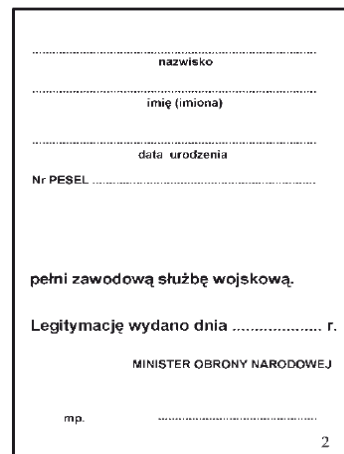 ................................................................................
nazwisko
................................................................................
imię (imiona)
................................................................................
data urodzenia
Nr PESEL ................................................................
pełni zawodową służbę wojskową.
Legitymację wydano dnia .................... r.
MINISTER OBRONY NARODOWEJ
mp. ........................................
2